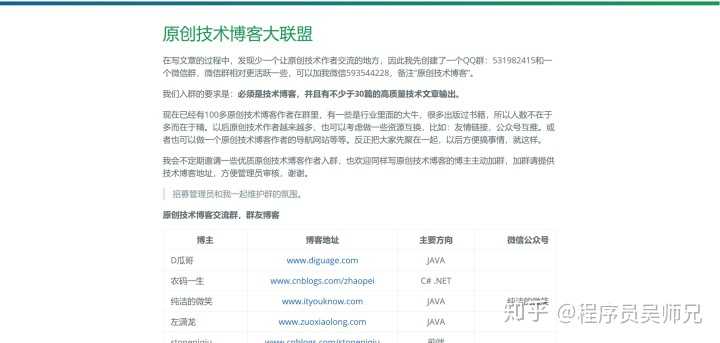 原创技术博客大联盟
在写文章的过程中，发现少一个让原创技术作者交流的地方，因此我先创建了一个QQ群：531982415和一
个微信群，微信群相对更活跃一些，可以加我微信593544228，备注“原创技术博客”。
我们入群的要求是：必须是技术博客，并且有不少于30篇的高质量技术文章输出。
现在已经有100多原创技术博客作者在群里，有一些是行业里面的大牛，很多出版过书籍，所以人数不在于
多而在于精。以后原创技术作者越来越多，也可以考虑做一些资源互换，比如：友情链接，公众号互推。或
者也可以做一个原创技术博客作者的导航网站等等。反正把大家先聚在一起，以后方便搞事情，就这样。
我会不定期邀请一些优质原创技术博客作者入群，也欢迎同样写原创技术博客的博主主动加群，加群请提供
技术博客地址，方便管理员审核，谢谢。
招募管理员和我一起维护群的氛围。
原创技术博客交流群，群友博客
博主 博客地址 主要方向 微信公众号
D瓜哥 www.diguage.com JAVA
农码一生 www.cnblogs.com/zhaopei C# .NET
纯洁的微笑 www.ityouknow.com JAVA 纯洁的微笑
左潇龙 www.zuoxiaolong.com JAVA
知乎 @程序员吴师兄